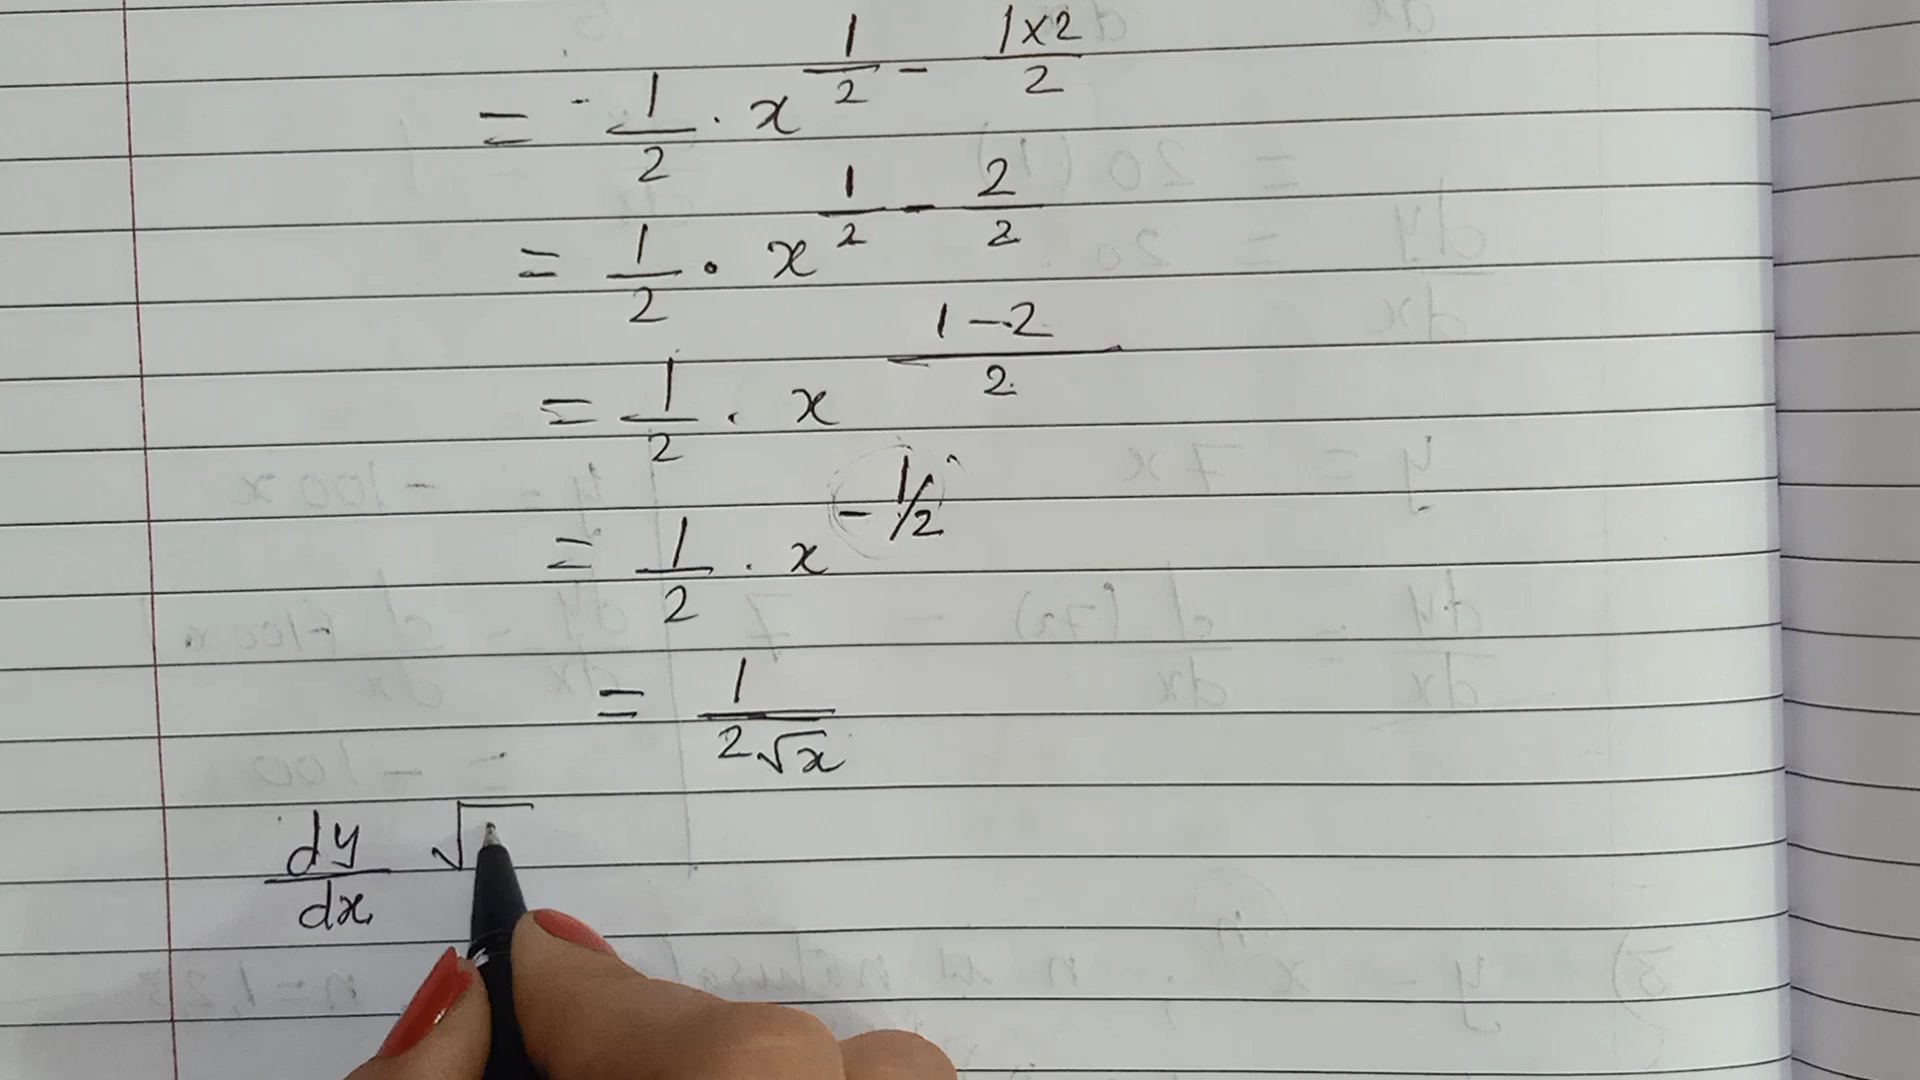 = - 1/2 . x^(1/2 - 1×2/2)
= 1/2 . x^(1/2 - 2/2)
= 1/2 . x^((1-2)/2)
= 1/2 . x^(-1/2)
= 1/(2√x)
dy/dx √